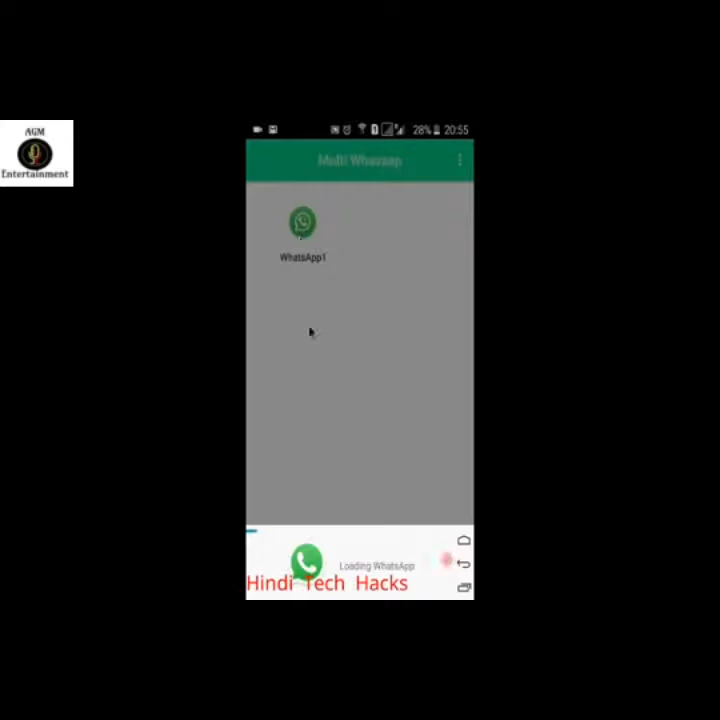 AGM
Entertainment
28% 20:55
Multi Whatsapp
WhatsApp1
Loading WhatsApp
Hindi Tech Hacks